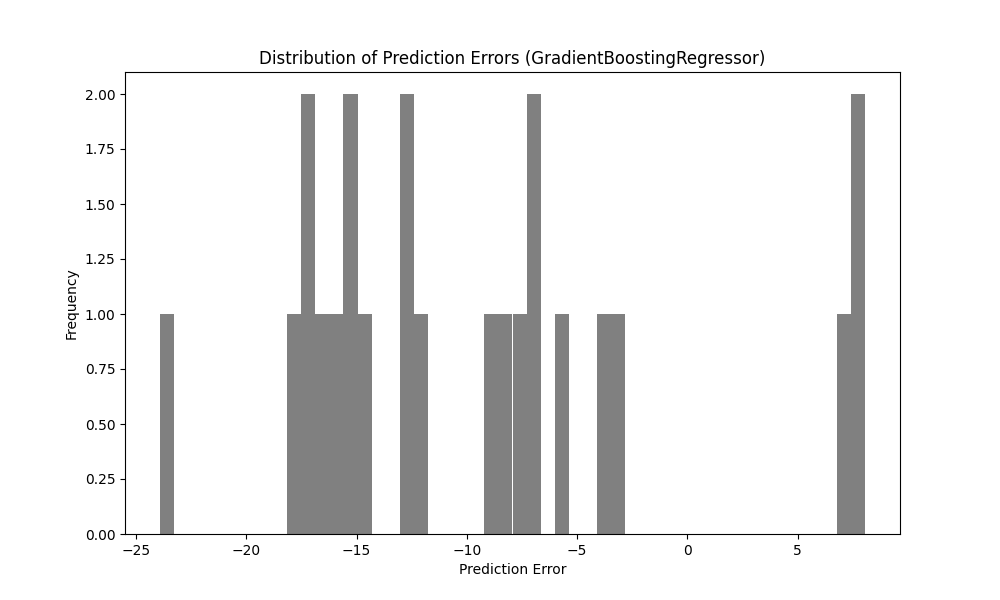 Distribution of Prediction Errors (GradientBoostingRegressor)
2.00
1.75
1.50
1.25
1.00
0.75
0.50
0.25
0.00
Frequency
−25 −20 −15 −10 −5 0 5
Prediction Error